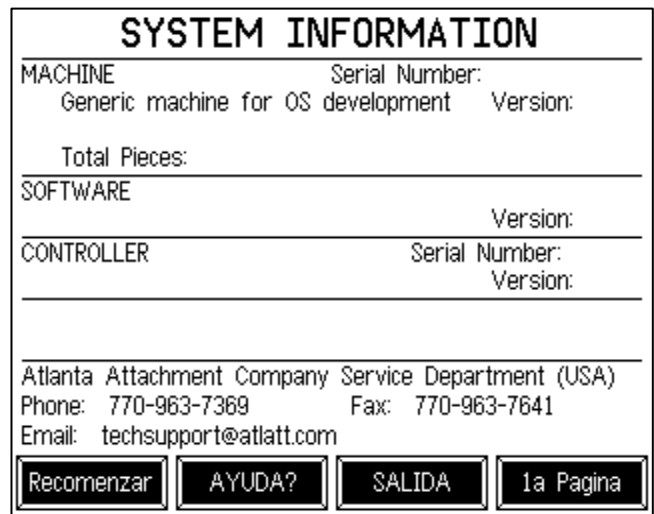 SYSTEM INFORMATION
MACHINE Serial Number:
Generic machine for OS development Version:
Total Pieces:
SOFTWARE
Version:
CONTROLLER Serial Number:
Version:
Atlanta Attachment Company Service Department (USA)
Phone: 770-963-7369 Fax: 770-963-7641
Email: techsupport@atlatt.com
Recomenzar AYUDA? SALIDA 1a Pagina